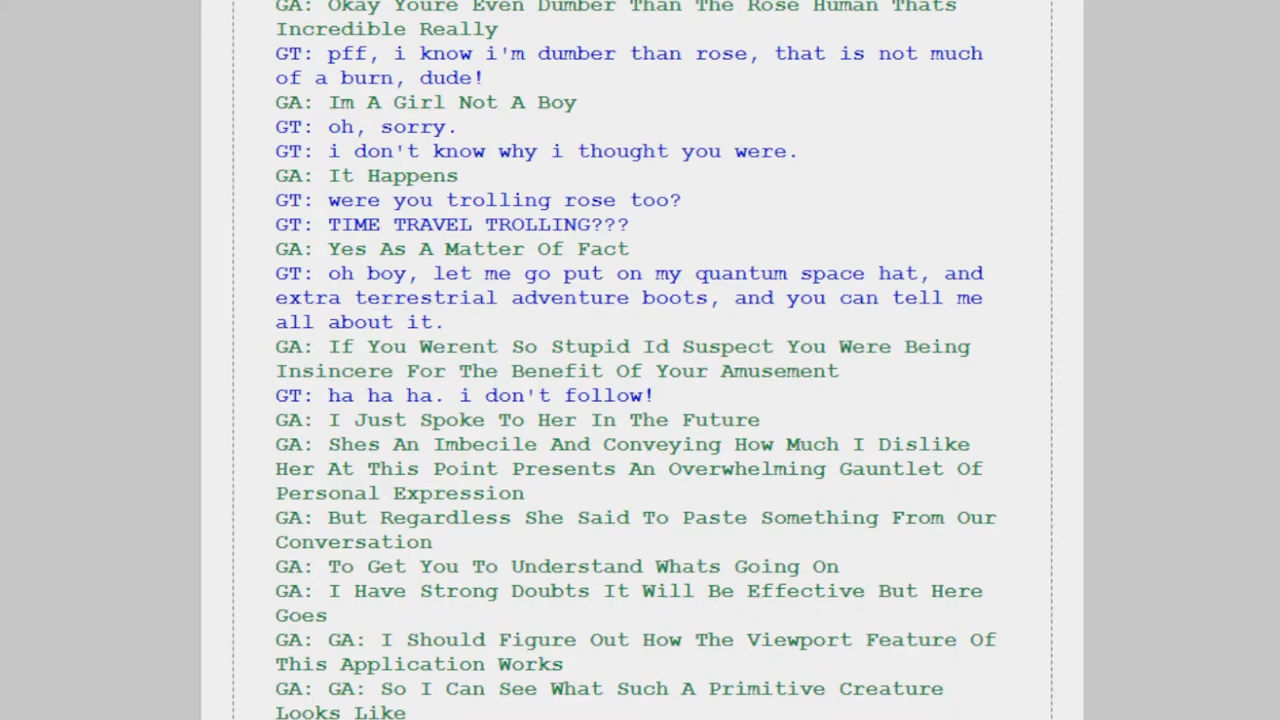 GA: Okay Youre Even Dumber Than The Rose Human Thats
Incredible Really
GT: pff, i know i'm dumber than rose, that is not much
of a burn, dude!
GA: Im A Girl Not A Boy
GT: oh, sorry.
GT: i don't know why i thought you were.
GA: It Happens
GT: were you trolling rose too?
GT: TIME TRAVEL TROLLING???
GA: Yes As A Matter Of Fact
GT: oh boy, let me go put on my quantum space hat, and
extra terrestrial adventure boots, and you can tell me
all about it.
GA: If You Werent So Stupid Id Suspect You Were Being
Insincere For The Benefit Of Your Amusement
GT: ha ha ha. i don't follow!
GA: I Just Spoke To Her In The Future
GA: Shes An Imbecile And Conveying How Much I Dislike
Her At This Point Presents An Overwhelming Gauntlet Of
Personal Expression
GA: But Regardless She Said To Paste Something From Our
Conversation
GA: To Get You To Understand Whats Going On
GA: I Have Strong Doubts It Will Be Effective But Here
Goes
GA: GA: I Should Figure Out How The Viewport Feature Of
This Application Works
GA: GA: So I Can See What Such A Primitive Creature
Looks Like